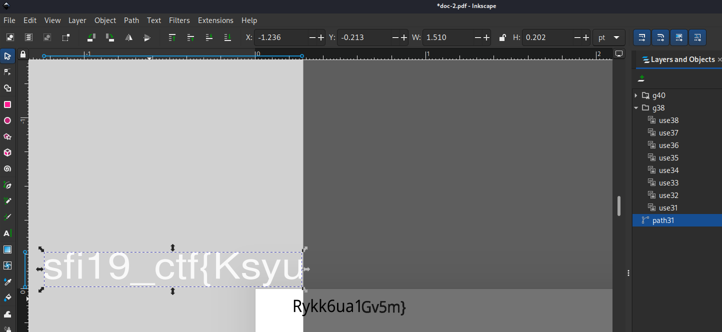 *doc-2.pdf - Inkscape
File Edit View Layer Object Path Text Filters Extensions Help
X: -1.236 Y: -0.213 W: 1.510 H: 0.202 pt
-1 0 1 2
Layers and Objects
g40
g38
use38
use37
use36
use35
use34
use33
use32
use31
path31
sfi19_ctf{Ksyu
Rykk6ua1Gv5m}